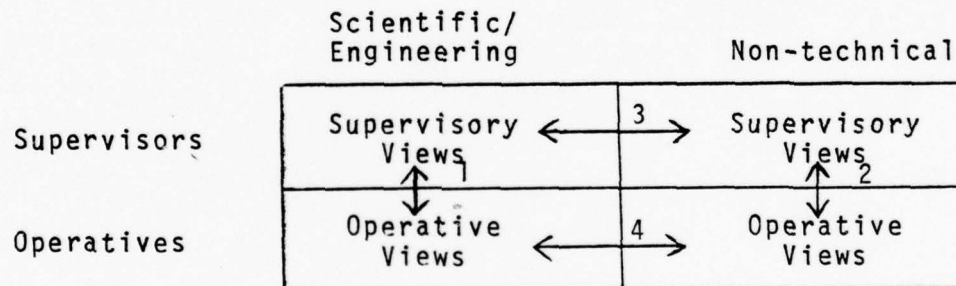 Scientific/
Engineering
Non-technical
Supervisors
Supervisory
Views
3
Supervisory
Views
1
2
Operatives
Operative
Views
4
Operative
Views